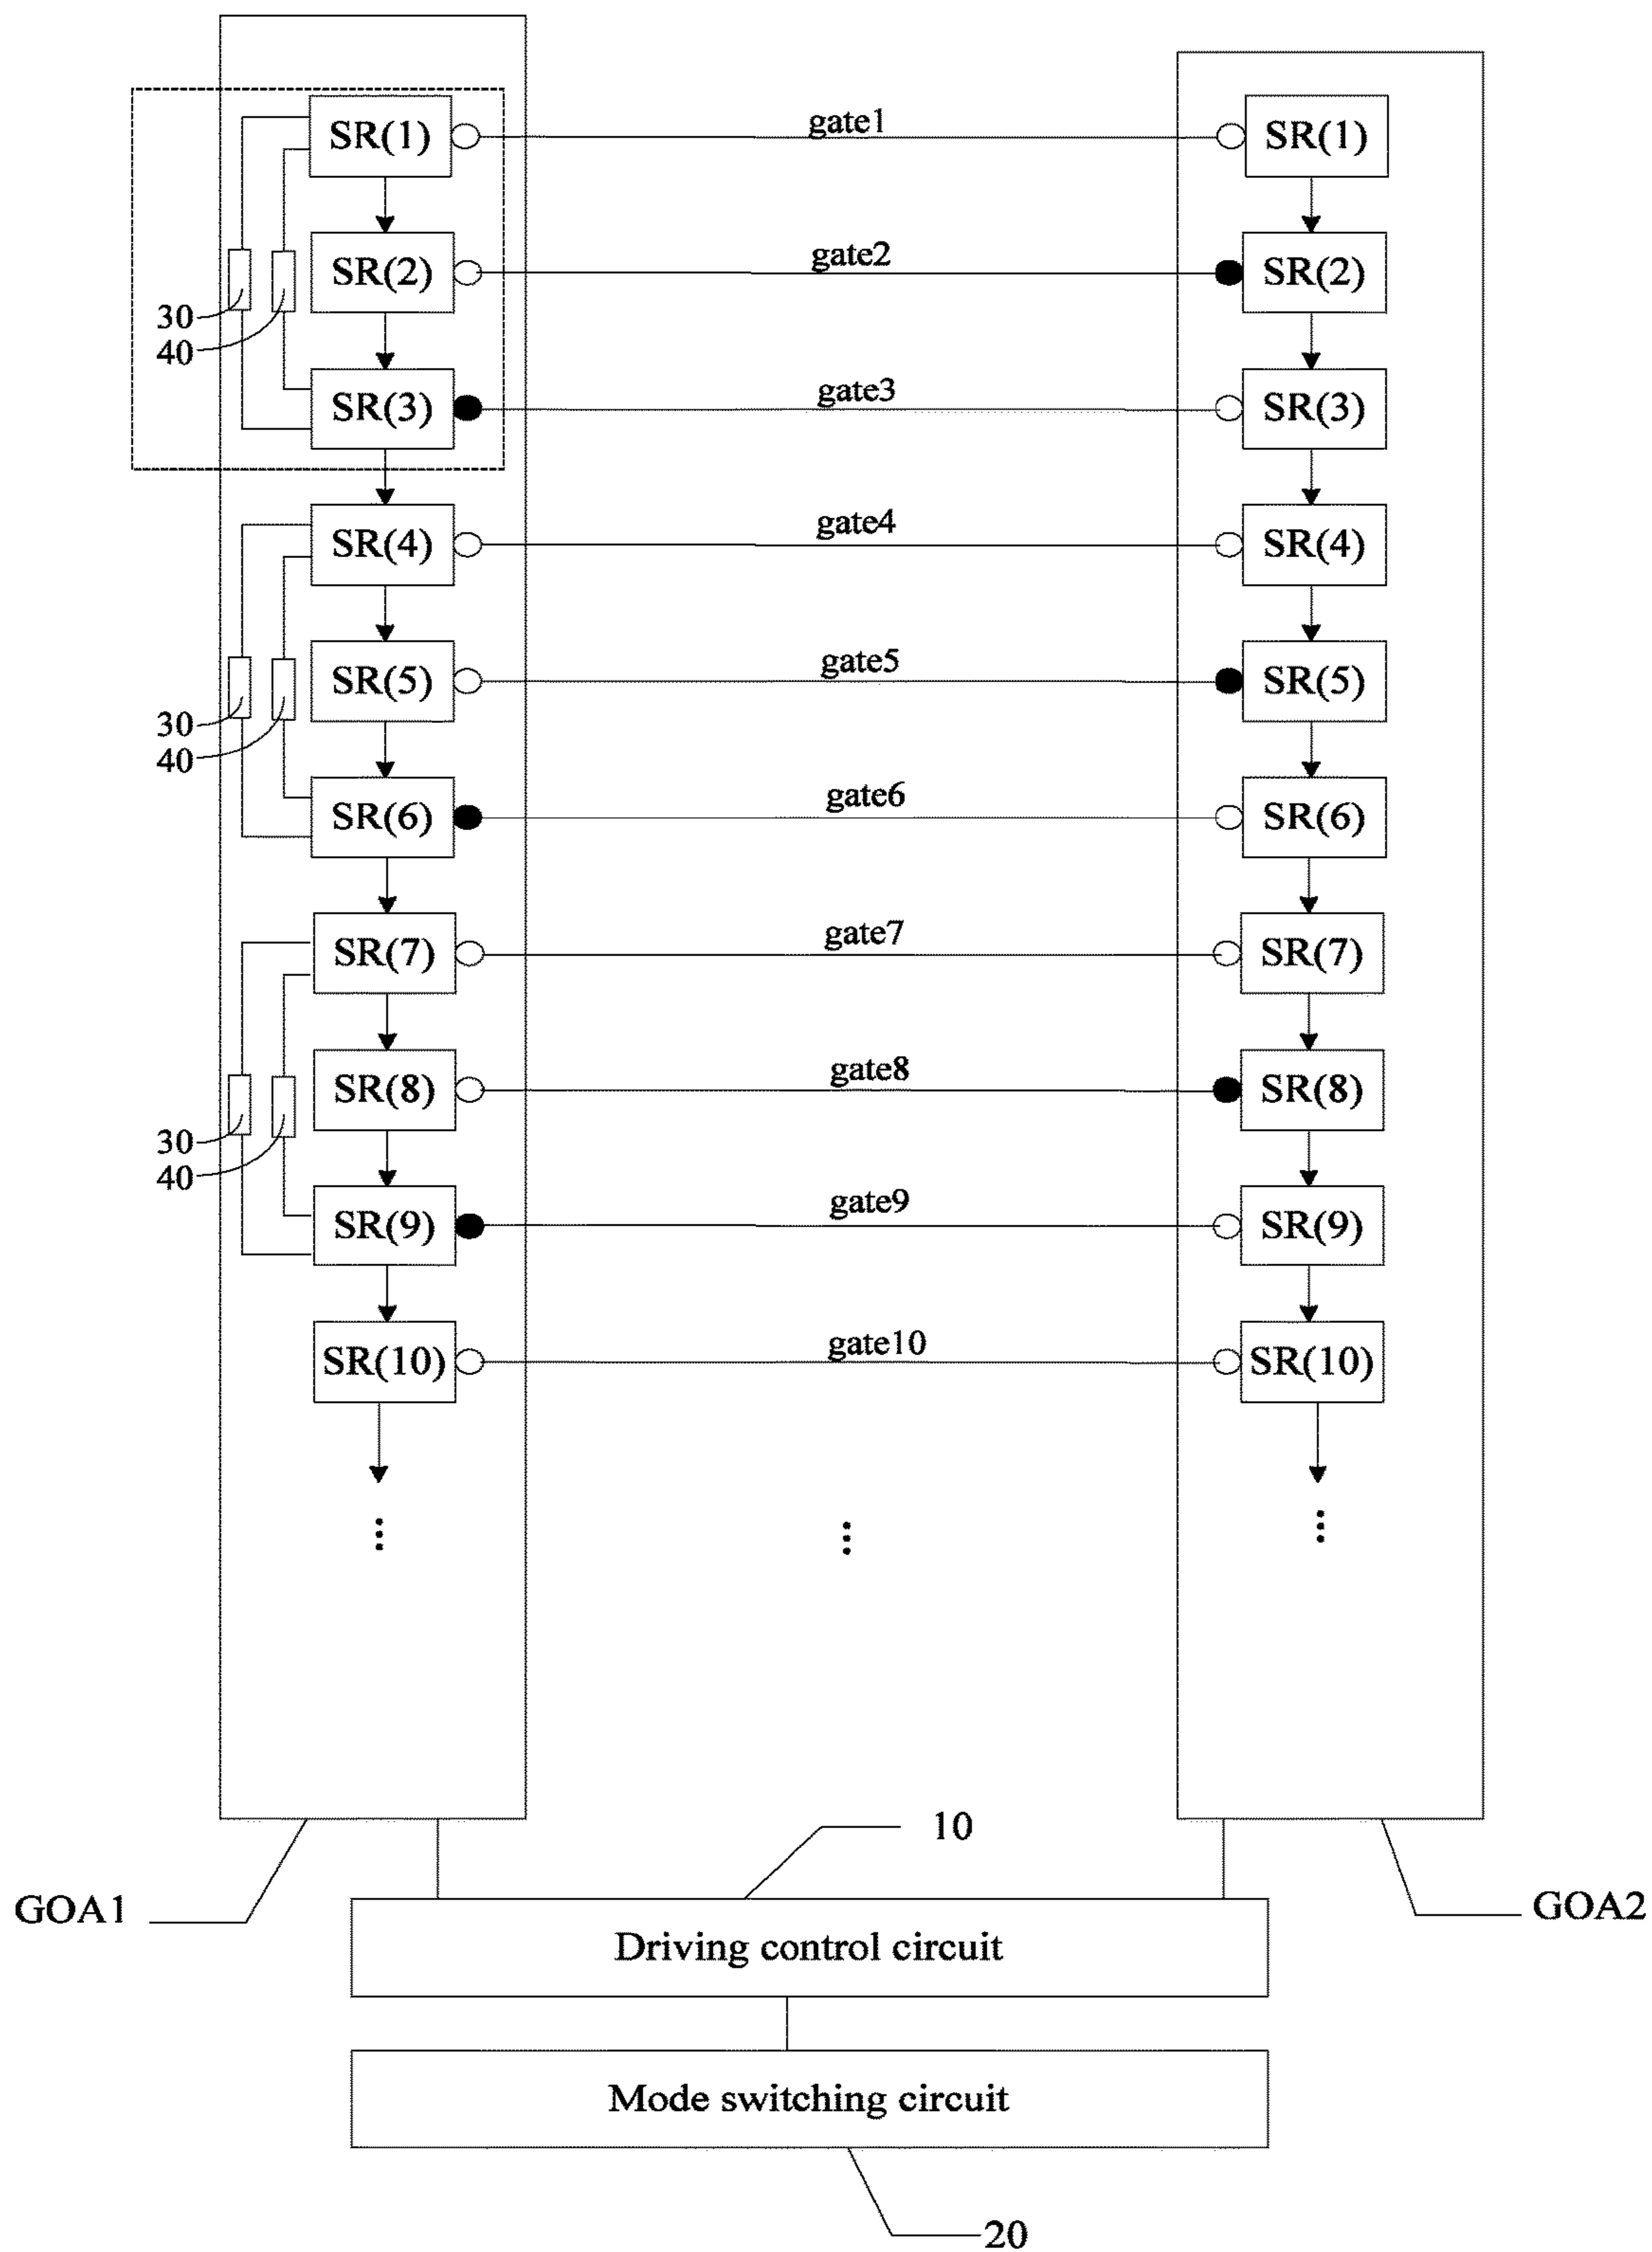 SR(1) gate1 SR(1)
SR(2) gate2 SR(2)
30
40
SR(3) gate3 SR(3)
SR(4) gate4 SR(4)
SR(5) gate5 SR(5)
30
40
SR(6) gate6 SR(6)
SR(7) gate7 SR(7)
SR(8) gate8 SR(8)
30
40
SR(9) gate9 SR(9)
SR(10) gate10 SR(10)
... ... ...
10
GOA1 GOA2
Driving control circuit
Mode switching circuit
20